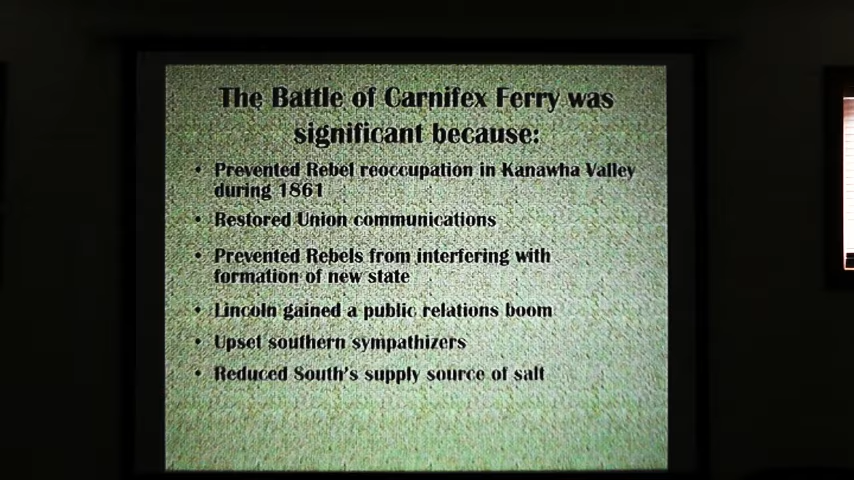 The Battle of Carnifex Ferry was
significant because:
• Prevented Rebel reoccupation in Kanawha Valley
during 1861
• Restored Union communications
• Prevented Rebels from interfering with
formation of new state
• Lincoln gained a public relations boom
• Upset southern sympathizers
• Reduced South's supply source of salt